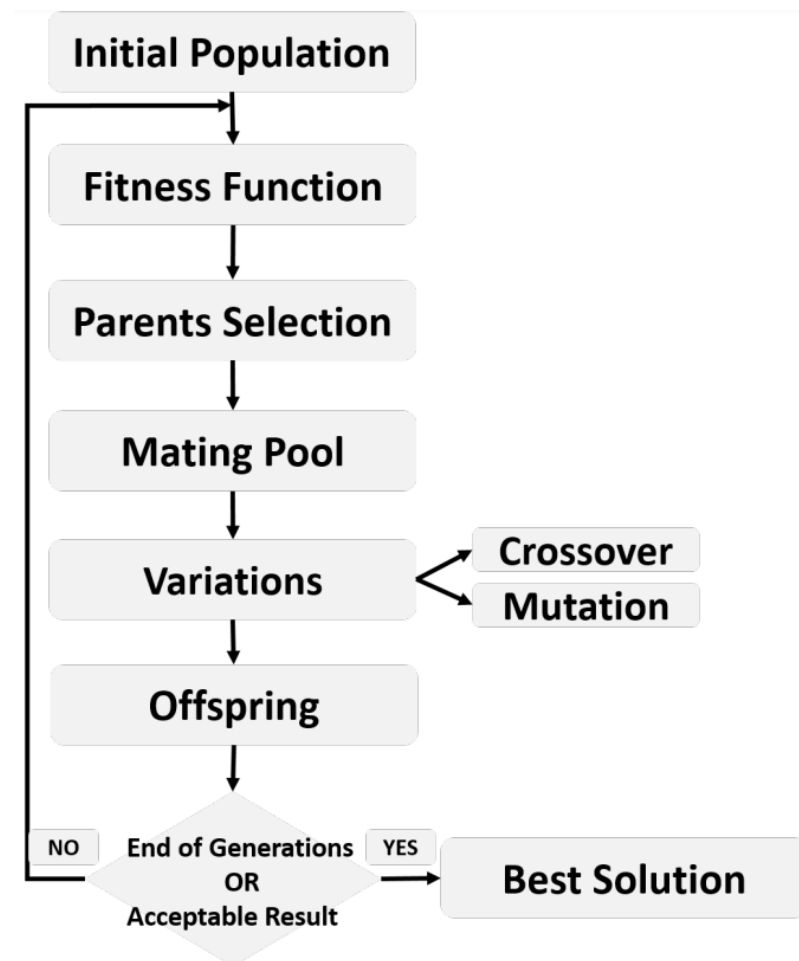 Initial Population
Fitness Function
Parents Selection
Mating Pool
Variations
Crossover
Mutation
Offspring
NO
End of Generations
OR
Acceptable Result
YES
Best Solution